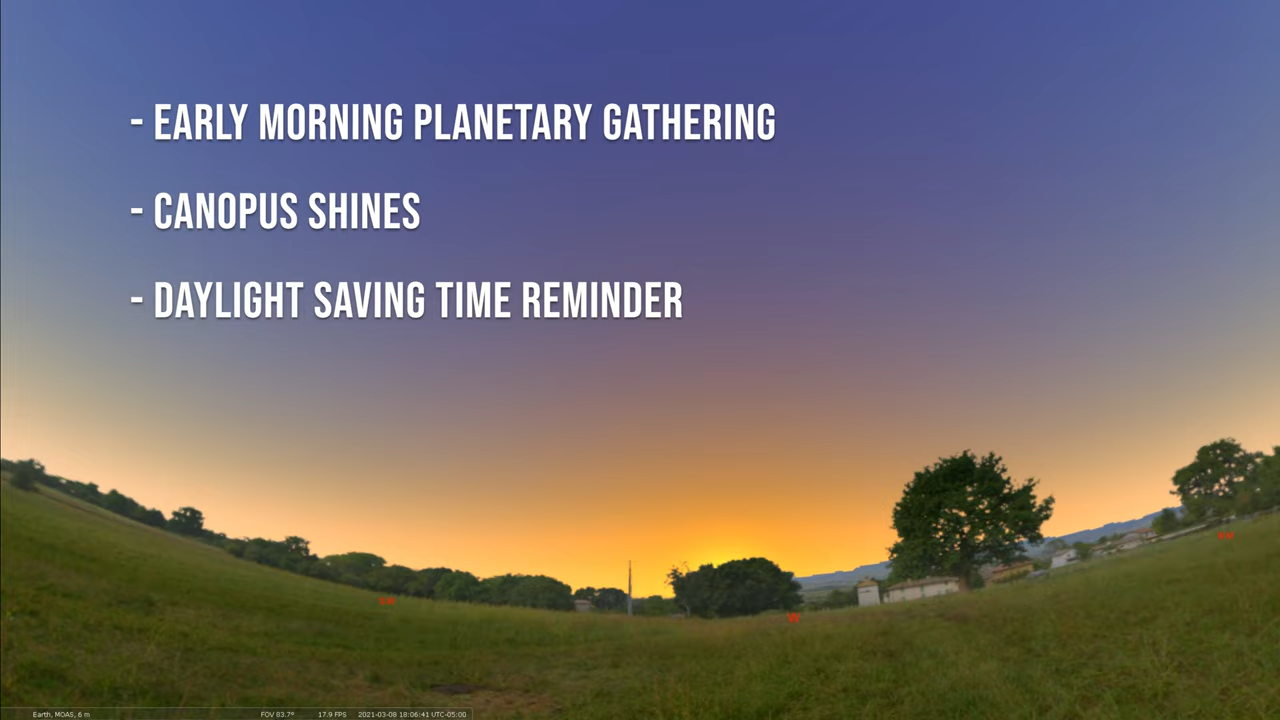 - EARLY MORNING PLANETARY GATHERING
- CANOPUS SHINES
- DAYLIGHT SAVING TIME REMINDER
W
Earth, MOAS, 6 m FOV 83.7° 17.9 FPS 2021-03-08 18:06:41 UTC-05:00